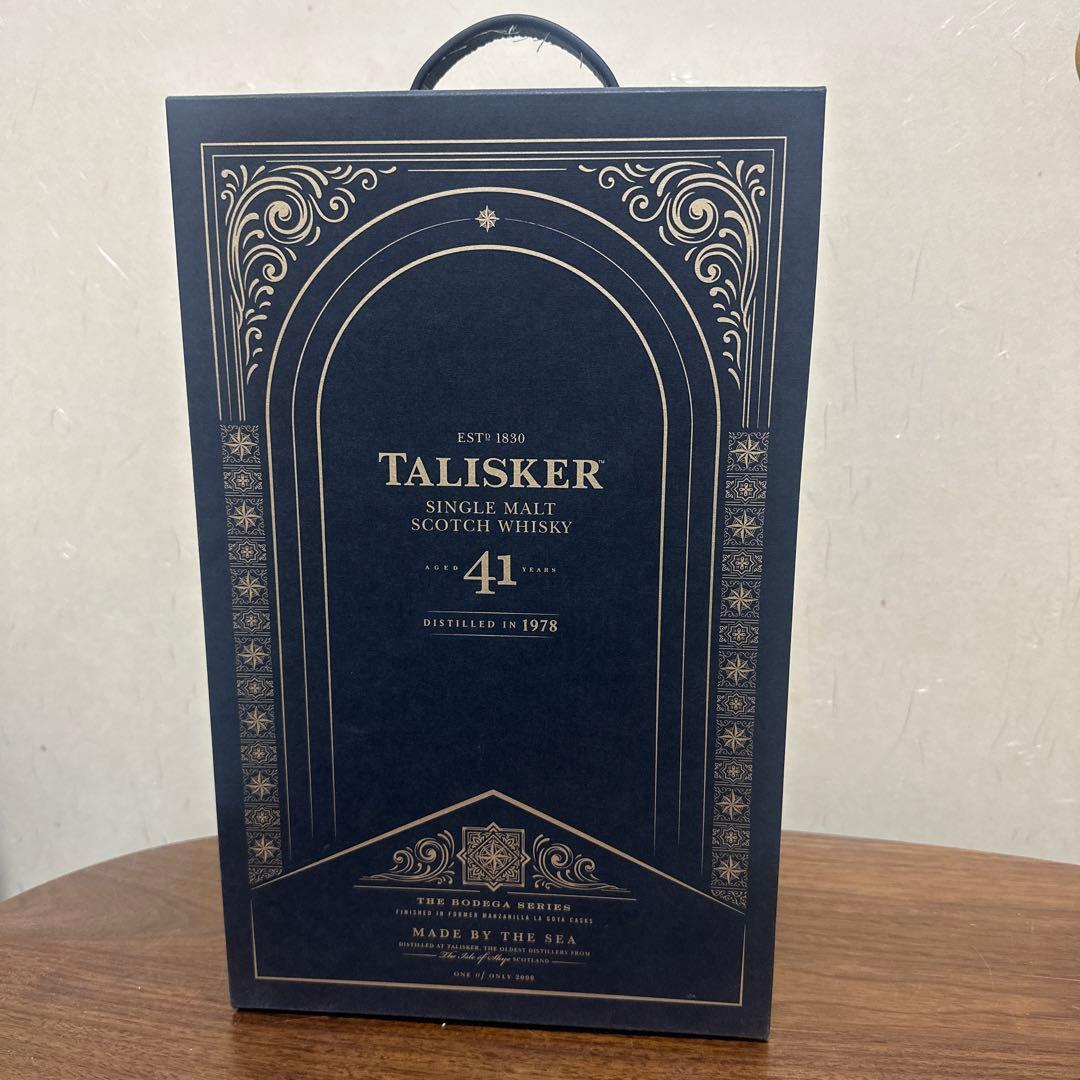 ESTD 1830
TALISKER™
SINGLE MALT
SCOTCH WHISKY
AGED 41 YEARS
DISTILLED IN 1978
THE BODEGA SERIES
FINISHED IN FORMER MANZANILLA LA GOYA CASKS
MADE BY THE SEA
DISTILLED AT TALISKER, THE OLDEST DISTILLERY FROM
The Isle of Skye SCOTLAND
ONE of ONLY 2000